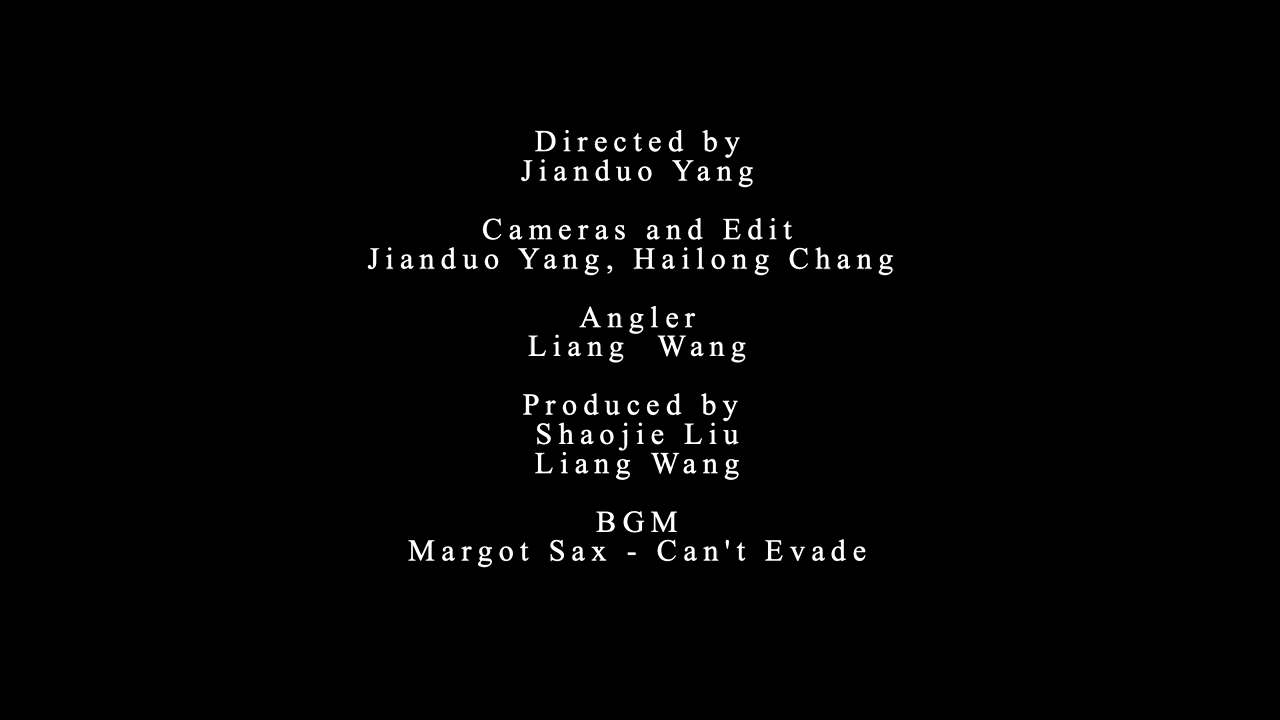 Directed by
Jianduo Yang
Cameras and Edit
Jianduo Yang, Hailong Chang
Angler
Liang Wang
Produced by
Shaojie Liu
Liang Wang
BGM
Margot Sax - Can't Evade